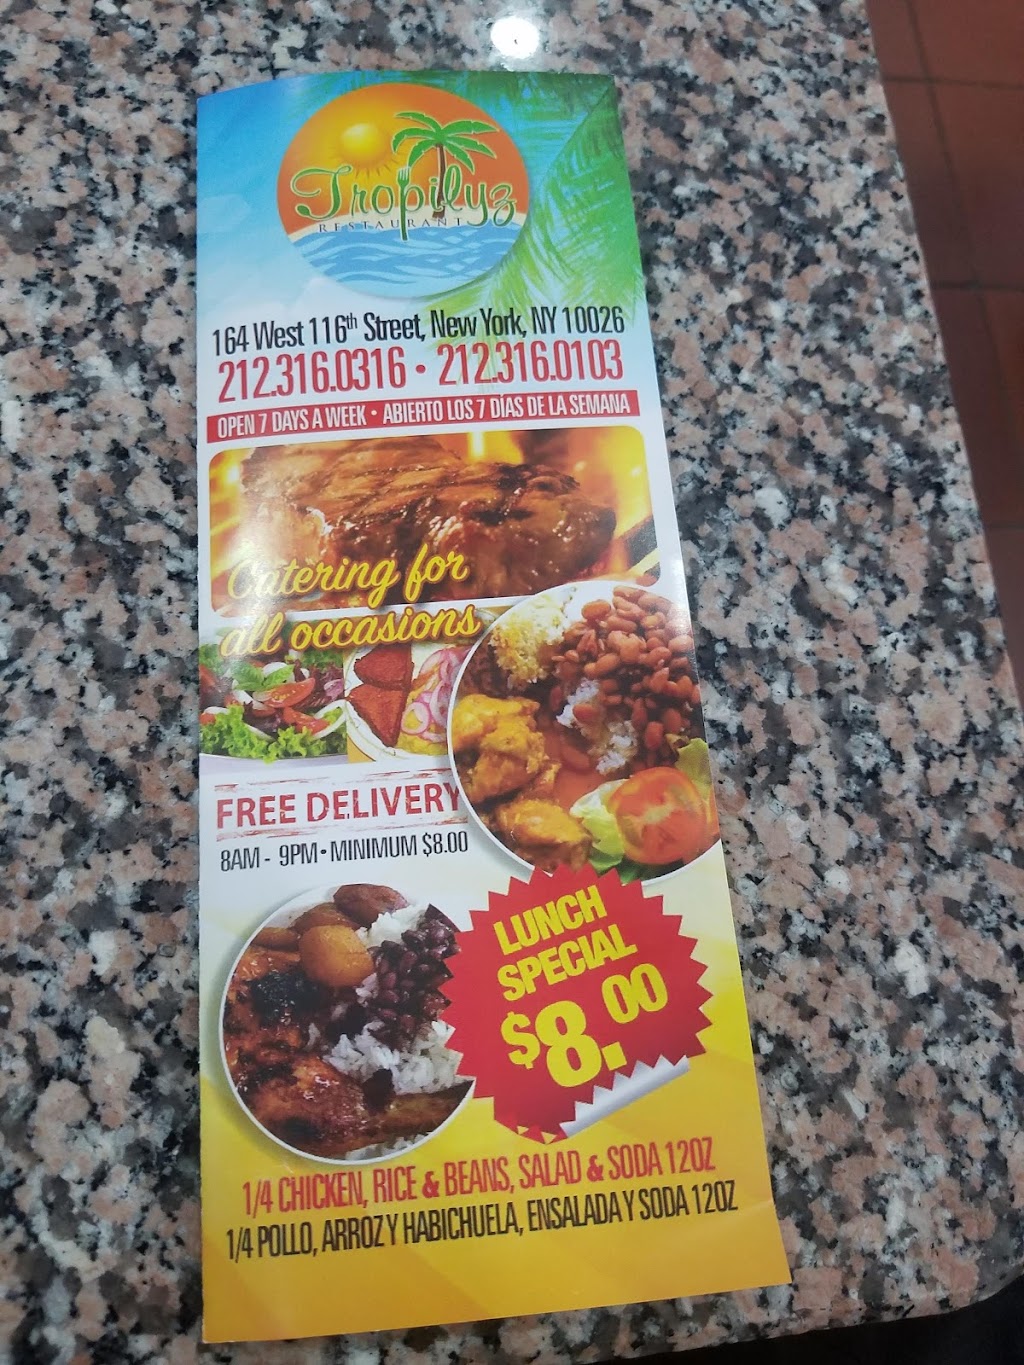 Tropilyz
RESTAURANT
164 West 116th Street, New York, NY 10026
212.316.0316 • 212.316.0103
OPEN 7 DAYS A WEEK • ABIERTO LOS 7 DÍAS DE LA SEMANA
Catering for
all occasions
FREE DELIVERY
8AM - 9PM • MINIMUM $8.00
LUNCH
SPECIAL
$8.00
1/4 CHICKEN, RICE & BEANS, SALAD & SODA 12OZ
1/4 POLLO, ARROZ Y HABICHUELA, ENSALADA Y SODA 12OZ